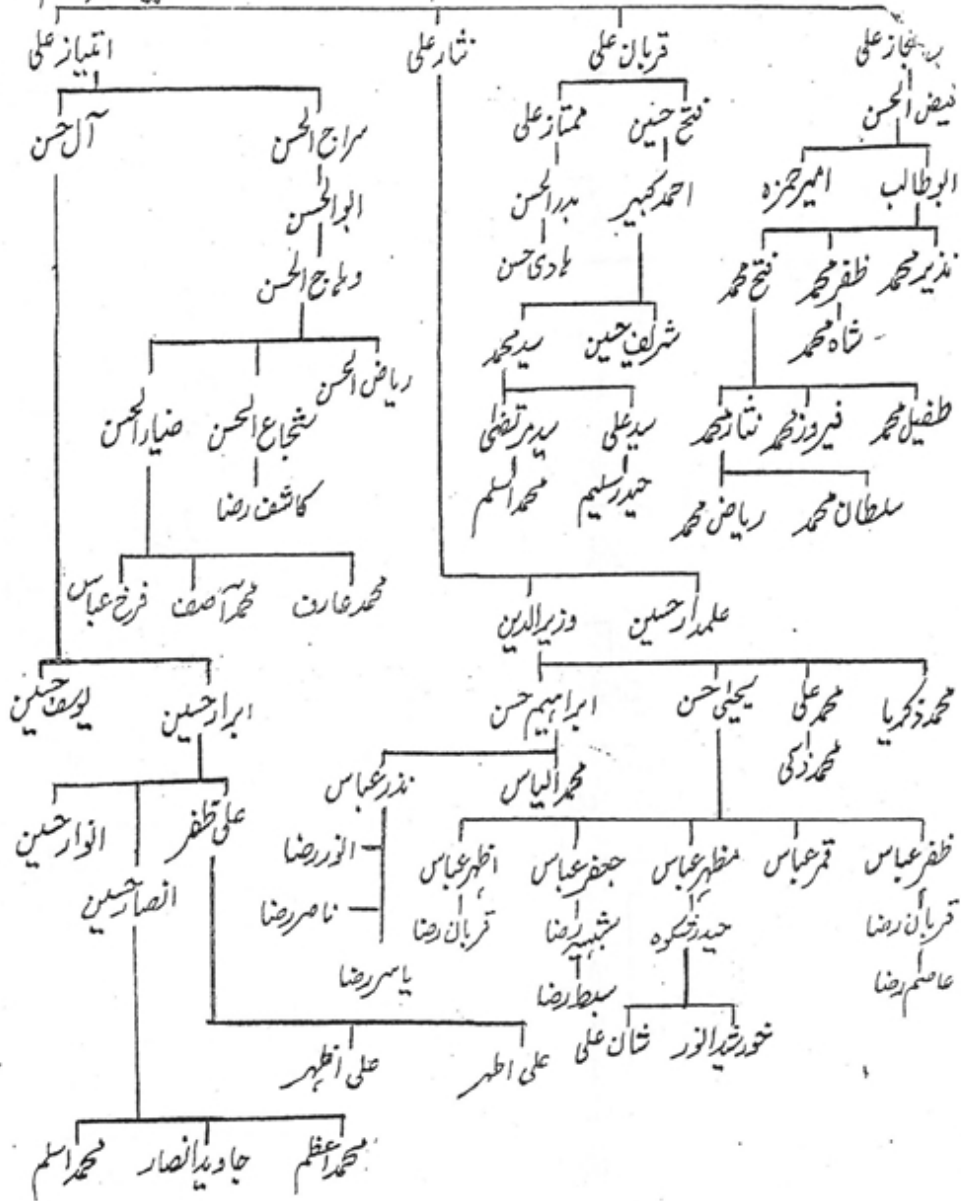 اعجاز علی قربان علی نثار علی امتیاز علی
فیض الحسن فتح حسین ممتاز علی سراج الحسن آل حسن
ابوطالب امیر حمزہ احمد کبیر بدر الحسن ابوالحسن
نذیر محمد ظفر محمد فتح محمد ہادی حسن وہاج الحسن
شاہ محمد شریف حسین سید محمد ریاض الحسن
طفیل محمد فیروز محمد نثار محمد سید علی سید مرتضیٰ شجاع الحسن ضیاء الحسن
سلطان محمد ریاض محمد حیدر سلیم محمد اسلم کاشف رضا
علمدار حسین وزیر الدین محمد عارف محمد آصف فرخ عباس
محمد زکریا محمد علی یحییٰ حسن ابراہیم حسن ابرار حسین یوسف حسین
محمد زکی محمد الیاس نذر عباس
ظفر عباس قمر عباس مظہر عباس جعفر عباس اظہر عباس انور رضا علی ظفر انوار حسین
قربان رضا حیدر شکوہ شبیہ رضا قربان رضا ناصر رضا انصار حسین
عاصم رضا سبط رضا یاسر رضا
خورشید انور شان علی
علی اطہر علی اظہر
محمد اعظم جاوید انصار محمد اسلم